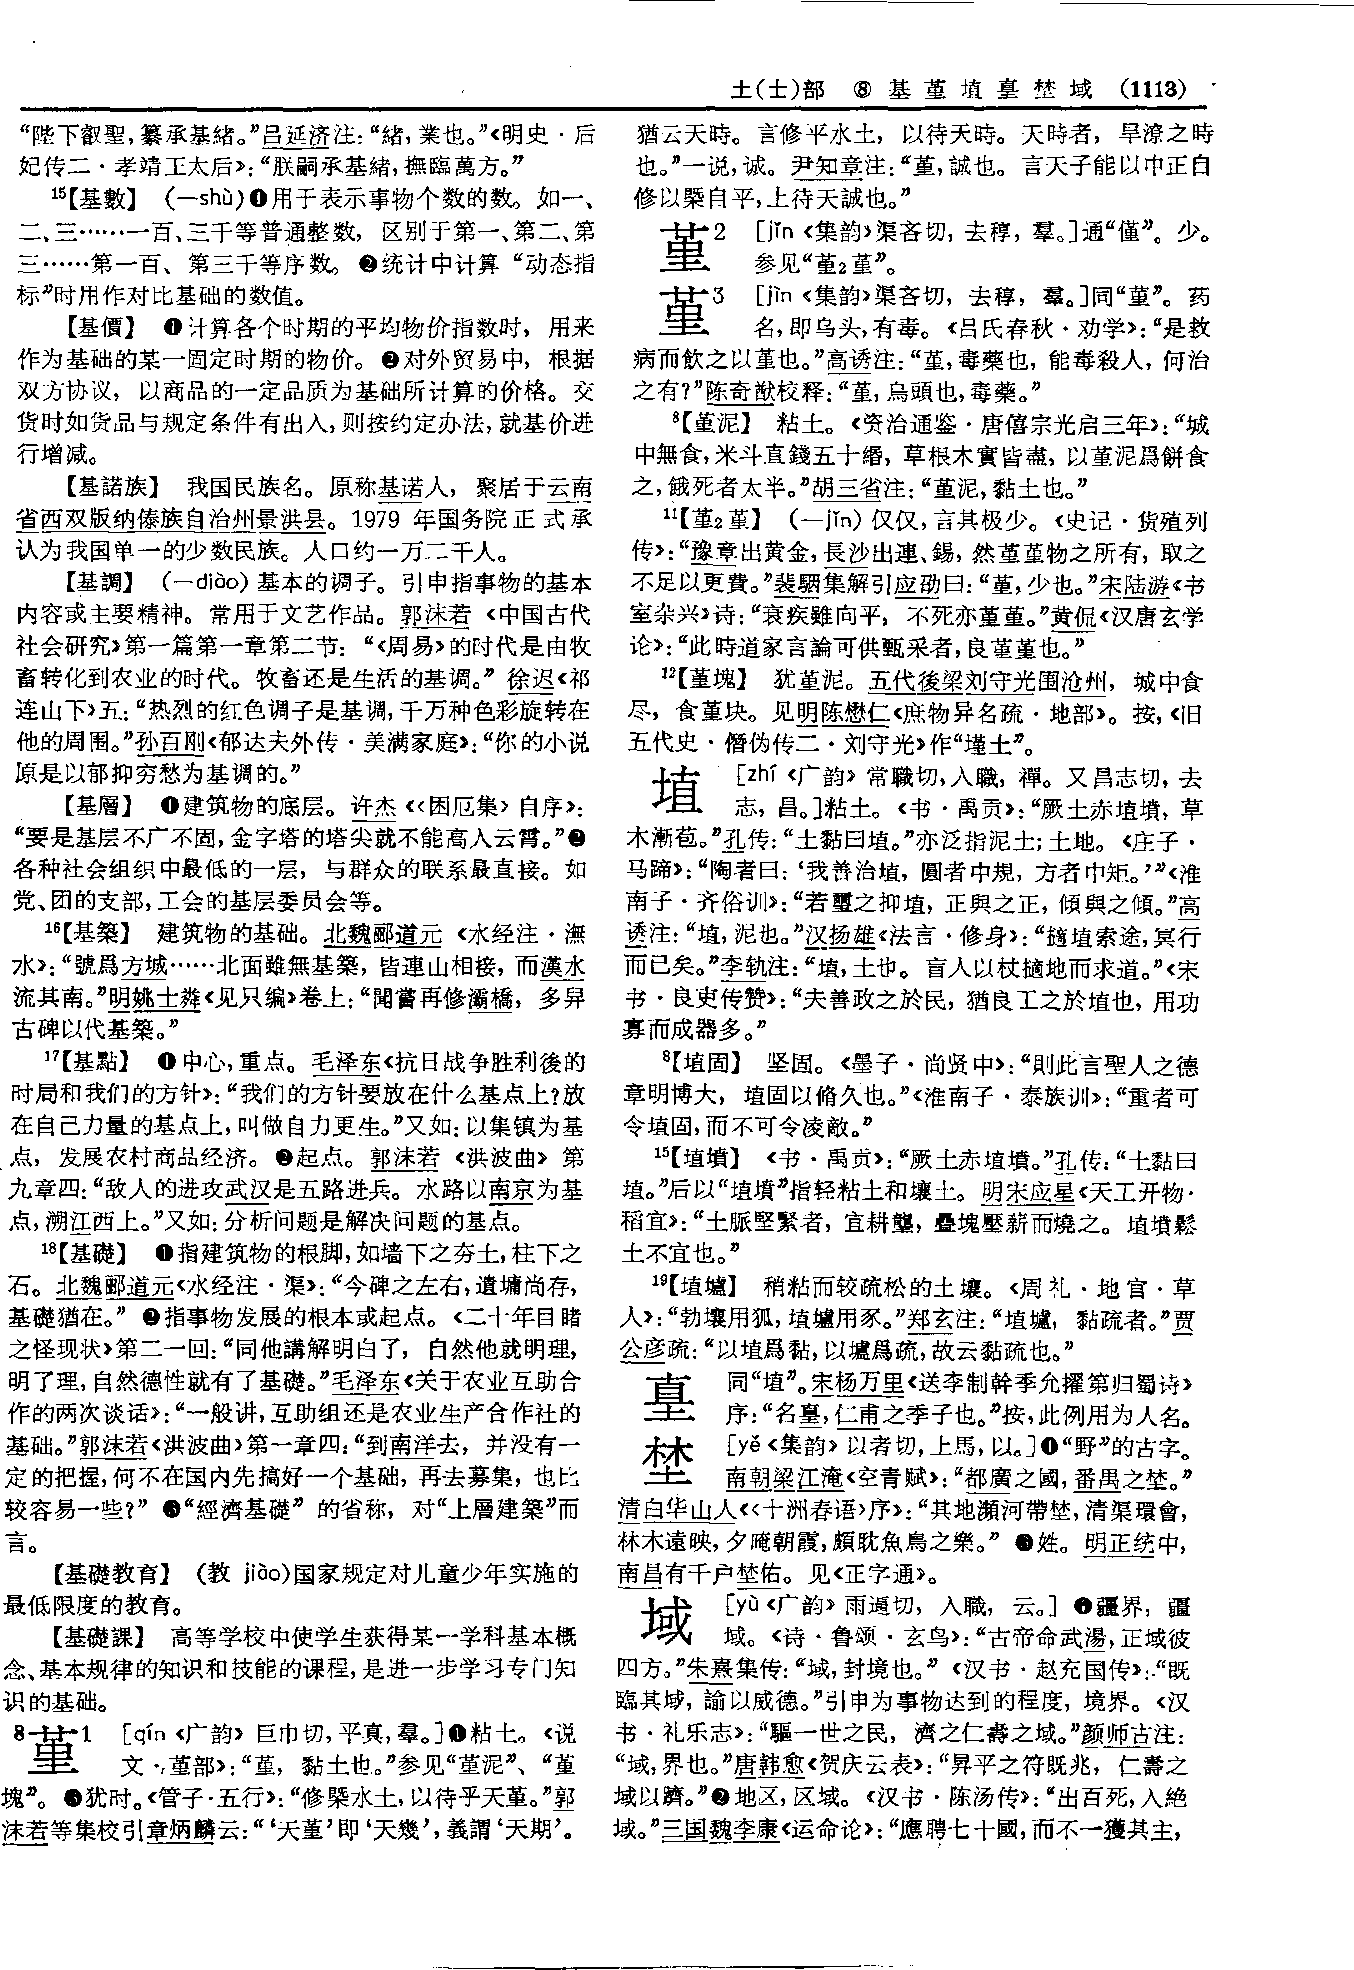 土(士)部 ⑧ 基 堇 埴 𡍴 埜 域 (1113)
“陛下叡聖，纂承基緒。”吕延济注：“緒，業也。”《明史·后
妃传二·孝靖王太后》：“朕嗣承基緒，撫臨萬方。”
15【基數】 (—shù)❶用于表示事物个数的数。如一、
二、三……一百、三千等普通整数，区别于第一、第二、第
三……第一百、第三千等序数。❷统计中计算“动态指
标”时用作对比基础的数值。
【基價】 ❶计算各个时期的平均物价指数时，用来
作为基础的某一固定时期的物价。❷对外贸易中，根据
双方协议，以商品的一定品质为基础所计算的价格。交
货时如货品与规定条件有出入，则按约定办法，就基价进
行增减。
【基諾族】 我国民族名。原称基诺人，聚居于云南
省西双版纳傣族自治州景洪县。1979 年国务院正式承
认为我国单一的少数民族。人口约一万二千人。
【基調】 (—diào)基本的调子。引申指事物的基本
内容或主要精神。常用于文艺作品。郭沫若《中国古代
社会研究》第一篇第一章第二节：“《周易》的时代是由牧
畜转化到农业的时代。牧畜还是生活的基调。”徐迟《祁
连山下》五：“热烈的红色调子是基调，千万种色彩旋转在
他的周围。”孙百刚《郁达夫外传·美满家庭》：“你的小说
原是以郁抑穷愁为基调的。”
【基層】 ❶建筑物的底层。许杰《〈困厄集〉自序》：
“要是基层不广不固，金字塔的塔尖就不能高入云霄。”❷
各种社会组织中最低的一层，与群众的联系最直接。如
党、团的支部，工会的基层委员会等。
16【基築】 建筑物的基础。北魏郦道元《水经注·潕
水》：“號爲方城……北面雖無基築，皆連山相接，而漢水
流其南。”明姚士粦《见只编》卷上：“聞嘗再修灞橋，多舁
古碑以代基築。”
17【基點】 ❶中心，重点。毛泽东《抗日战争胜利後的
时局和我们的方针》：“我们的方针要放在什么基点上？放
在自己力量的基点上，叫做自力更生。”又如：以集镇为基
点，发展农村商品经济。❷起点。郭沫若《洪波曲》第
九章四：“敌人的进攻武汉是五路进兵。水路以南京为基
点，溯江西上。”又如：分析问题是解决问题的基点。
18【基礎】 ❶指建筑物的根脚，如墙下之夯土，柱下之
石。北魏郦道元《水经注·渠》：“今碑之左右，遺墉尚存，
基礎猶在。”❷指事物发展的根本或起点。《二十年目睹
之怪现状》第二一回：“同他講解明白了，自然他就明理，
明了理，自然德性就有了基礎。”毛泽东《关于农业互助合
作的两次谈话》：“一般讲，互助组还是农业生产合作社的
基础。”郭沫若《洪波曲》第一章四：“到南洋去，并没有一
定的把握，何不在国内先搞好一个基础，再去募集，也比
较容易一些？”❸“經濟基礎”的省称，对“上層建築”而
言。
【基礎教育】 (教 jiào)国家规定对儿童少年实施的
最低限度的教育。
【基礎課】 高等学校中使学生获得某一学科基本概
念、基本规律的知识和技能的课程，是进一步学习专门知
识的基础。
8堇1 [qín《广韵》巨巾切，平真，羣。]❶粘土。《说
文·堇部》：“堇，黏土也。”参见“堇泥”、“堇
塊”。❷犹时。《管子·五行》：“修槩水土，以待乎天堇。”郭
沫若等集校引章炳麟云：“‘天堇’即‘天幾’，義謂‘天期’。
猶云天時。言修平水土，以待天時。天時者，旱潦之時
也。”一说，诚。尹知章注：“堇，誠也。言天子能以中正自
修以槩自平，上待天誠也。”
堇2 [jǐn《集韵》渠吝切，去稕，羣。]通“僅”。少。
参见“堇2堇”。
堇3 [jìn《集韵》渠吝切，去稕，羣。]同“菫”。药
名，即乌头，有毒。《吕氏春秋·劝学》：“是救
病而飲之以堇也。”高诱注：“堇，毒藥也，能毒殺人，何治
之有？”陈奇猷校释：“堇，烏頭也，毒藥。”
8【堇泥】 粘土。《资治通鉴·唐僖宗光启三年》：“城
中無食，米斗直錢五十緡，草根木實皆盡，以堇泥爲餅食
之，餓死者太半。”胡三省注：“堇泥，黏土也。”
11【堇2堇】 (—jǐn)仅仅，言其极少。《史记·货殖列
传》：“豫章出黄金，長沙出連、錫，然堇堇物之所有，取之
不足以更費。”裴駰集解引应劭曰：“堇，少也。”宋陆游《书
室杂兴》诗：“衰疾雖向平，不死亦堇堇。”黄侃《汉唐玄学
论》：“此時道家言論可供甄采者，良堇堇也。”
12【堇塊】 犹堇泥。五代後梁刘守光围沧州，城中食
尽，食堇块。见明陈懋仁《庶物异名疏·地部》。按，《旧
五代史·僭伪传二·刘守光》作“墐土”。
埴 [zhí《广韵》常職切，入職，禪。又昌志切，去
志，昌。]粘土。《书·禹贡》：“厥土赤埴墳，草
木漸苞。”孔传：“土黏曰埴。”亦泛指泥土；土地。《庄子·
马蹄》：“陶者曰：‘我善治埴，圓者中規，方者中矩。’”《淮
南子·齐俗训》：“若璽之抑埴，正與之正，傾與之傾。”高
诱注：“埴，泥也。”汉扬雄《法言·修身》：“擿埴索途，冥行
而已矣。”李轨注：“埴，土也。盲人以杖擿地而求道。”《宋
书·良吏传赞》：“夫善政之於民，猶良工之於埴也，用功
寡而成器多。”
8【埴固】 坚固。《墨子·尚贤中》：“則此言聖人之德
章明博大，埴固以脩久也。”《淮南子·泰族训》：“重者可
令埴固，而不可令凌敵。”
15【埴墳】 《书·禹贡》：“厥土赤埴墳。”孔传：“土黏曰
埴。”后以“埴墳”指轻粘土和壤土。明宋应星《天工开物·
稻宜》：“土脈堅緊者，宜耕壟，疊塊壓薪而燒之。埴墳鬆
土不宜也。”
19【埴壚】 稍粘而较疏松的土壤。《周礼·地官·草
人》：“勃壤用狐，埴壚用豕。”郑玄注：“埴壚，黏疏者。”贾
公彦疏：“以埴爲黏，以壚爲疏，故云黏疏也。”
𡍴 同“埴”。宋杨万里《送李制幹季允擢第归蜀诗》
序：“名𡍴，仁甫之季子也。”按，此例用为人名。
埜 [yě《集韵》以者切，上馬，以。]❶“野”的古字。
南朝梁江淹《空青赋》：“都廣之國，番禺之埜。”
清白华山人《〈十洲春语〉序》：“其地瀕河帶埜，清渠環會，
林木遠映，夕晻朝霞，頗耽魚鳥之樂。”❷姓。明正统中，
南昌有千户埜佑。见《正字通》。
域 [yù《广韵》雨逼切，入職，云。]❶疆界，疆
域。《诗·鲁颂·玄鸟》：“古帝命武湯，正域彼
四方。”朱熹集传：“域，封境也。”《汉书·赵充国传》：“既
臨其域，諭以威德。”引申为事物达到的程度，境界。《汉
书·礼乐志》：“驅一世之民，濟之仁壽之域。”颜师古注：
“域，界也。”唐韩愈《贺庆云表》：“昇平之符既兆，仁壽之
域以躋。”❷地区，区域。《汉书·陈汤传》：“出百死，入絶
域。”三国魏李康《运命论》：“應聘七十國，而不一獲其主，